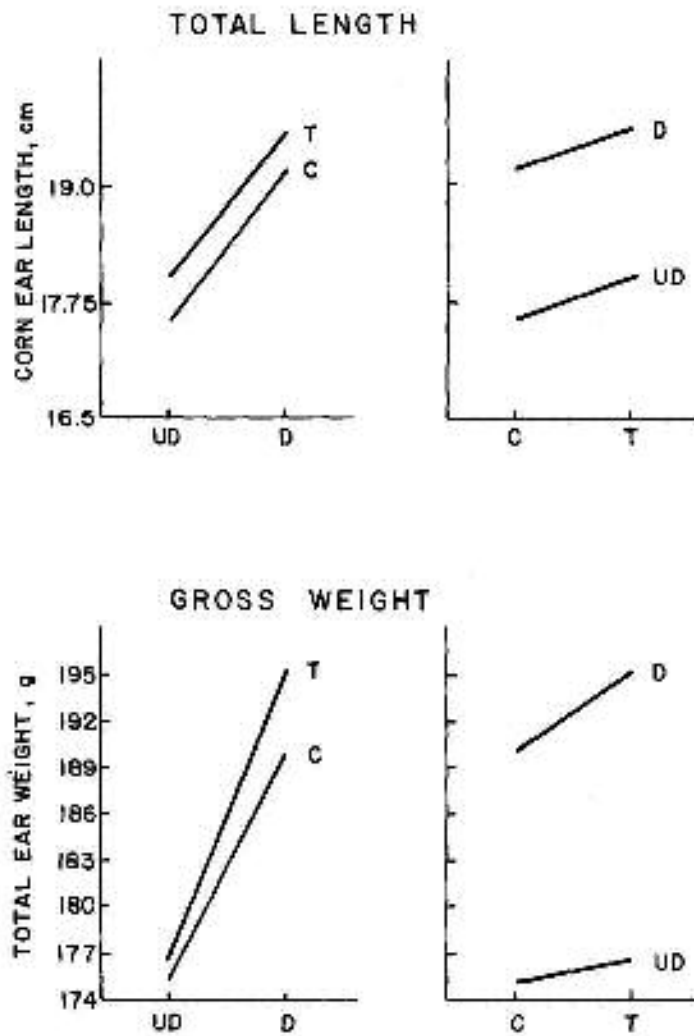 TOTAL LENGTH
CORN EAR LENGTH, cm
19.0
17.75
16.5
T
C
UD D
D
UD
C T
GROSS WEIGHT
TOTAL EAR WEIGHT, g
195
192
189
186
183
180
177
174
T
C
UD D
D
UD
C T